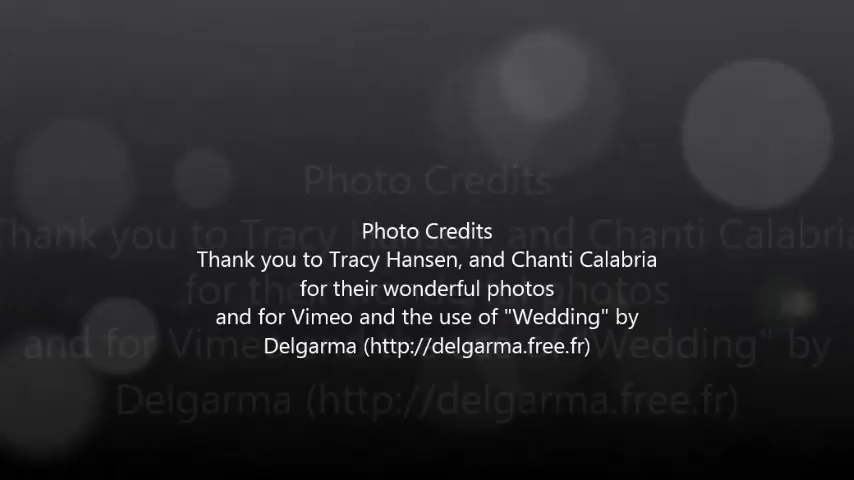 Photo Credits
Thank you to Tracy Hansen, and Chanti Calabria
for their wonderful photos
and for Vimeo and the use of "Wedding" by
Delgarma (http://delgarma.free.fr)